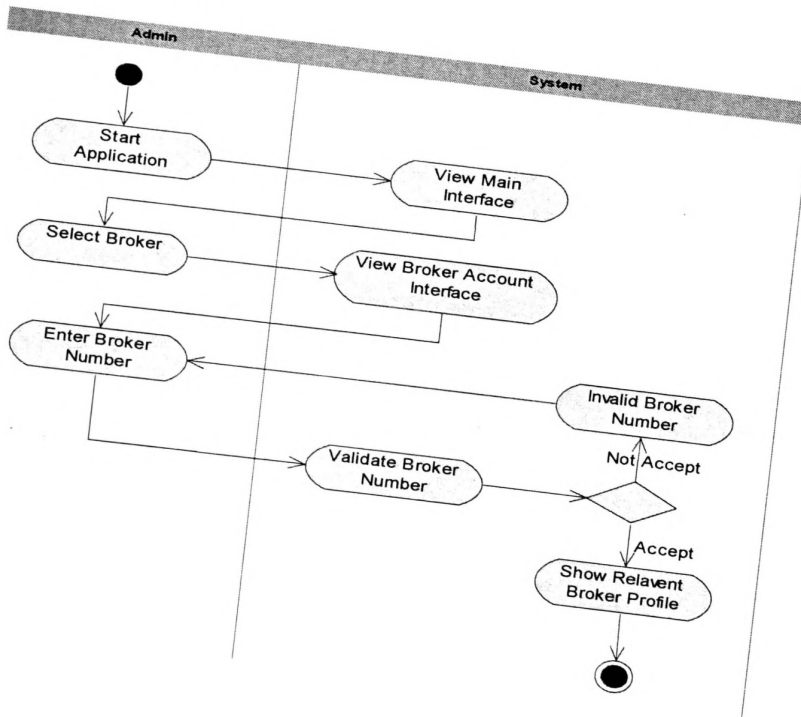 Admin
System
Start
Application
View Main
Interface
Select Broker
View Broker Account
Interface
Enter Broker
Number
Invalid Broker
Number
Validate Broker
Number
Not Accept
Accept
Show Relavent
Broker Profile